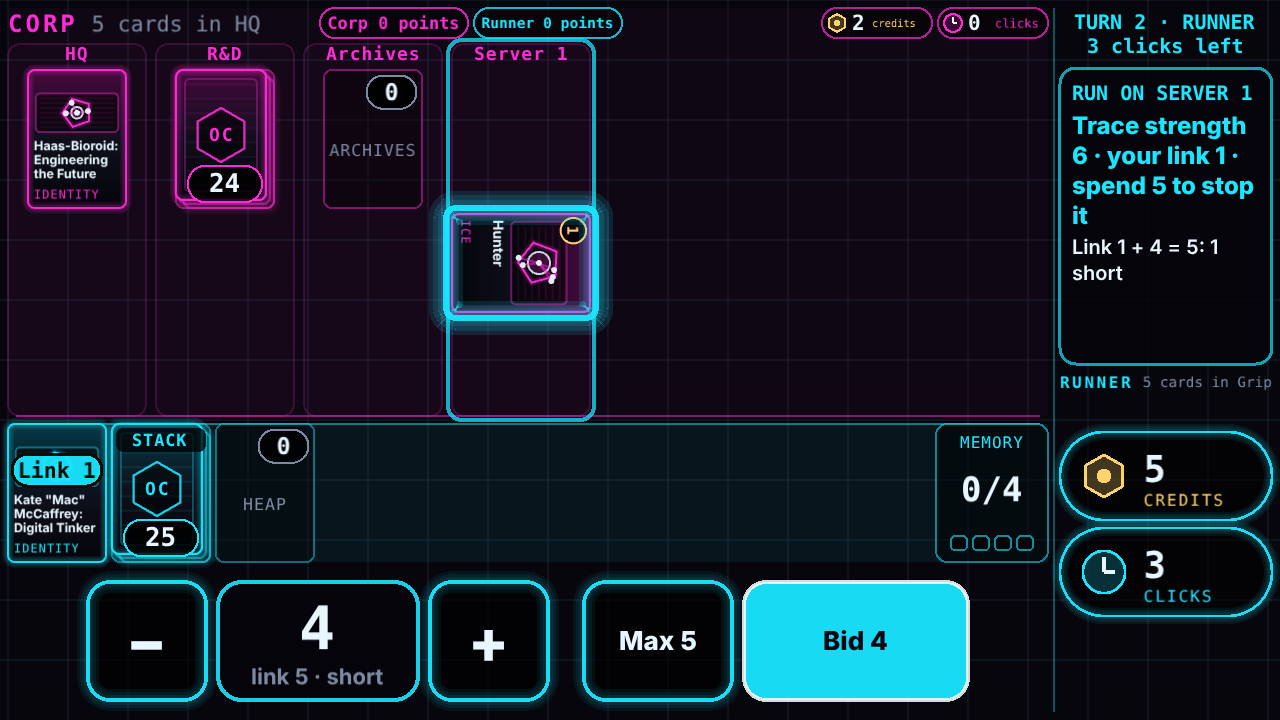 CORP 5 cards in HQ
Corp 0 points
Runner 0 points
2 credits
0 clicks
TURN 2 · RUNNER
3 clicks left
HQ
R&D
Archives
Server 1
Haas-Bioroid:
Engineering
the Future
IDENTITY
OC
24
0
ARCHIVES
ICE
Hunter
1
RUN ON SERVER 1
Trace strength
6 · your link 1 ·
spend 5 to stop
it
Link 1 + 4 = 5: 1
short
RUNNER 5 cards in Grip
Link 1
Kate "Mac"
McCaffrey:
Digital Tinker
IDENTITY
STACK
OC
25
0
HEAP
MEMORY
0/4
5
CREDITS
3
CLICKS
−
4
link 5 · short
+
Max 5
Bid 4